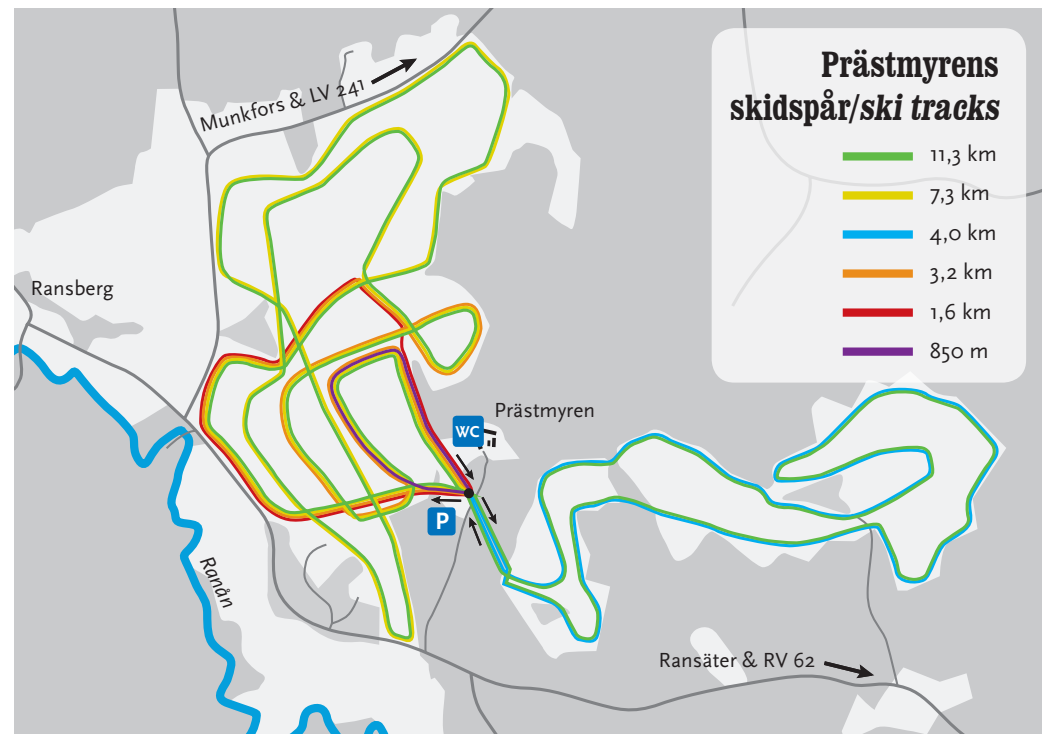 Prästmyrens
skidspår/ski tracks
11,3 km
7,3 km
4,0 km
3,2 km
1,6 km
850 m
Munkfors & LV 241
Ransberg
Prästmyren
WC
P
Ranån
Ransäter & RV 62